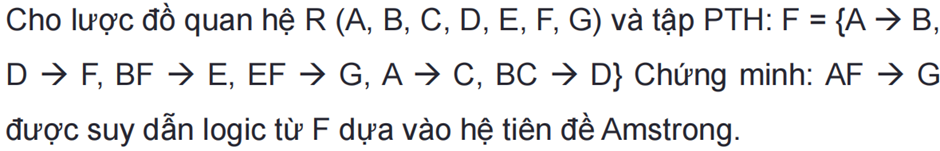 Cho lược đồ quan hệ R (A, B, C, D, E, F, G) và tập PTH: F = {A → B,
D → F, BF → E, EF → G, A → C, BC → D} Chứng minh: AF → G
được suy dẫn logic từ F dựa vào hệ tiên đề Amstrong.